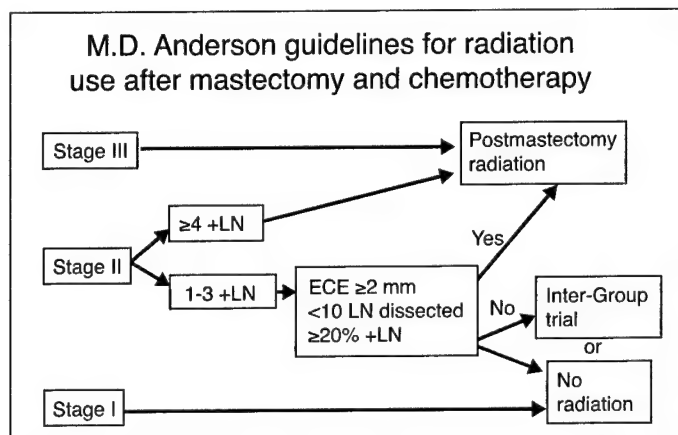 M.D. Anderson guidelines for radiation
use after mastectomy and chemotherapy
Stage III
Postmastectomy
radiation
≥4 +LN
Yes
Stage II
1-3 +LN
ECE ≥2 mm
<10 LN dissected
≥20% +LN
No
Inter-Group
trial
or
No
radiation
Stage I